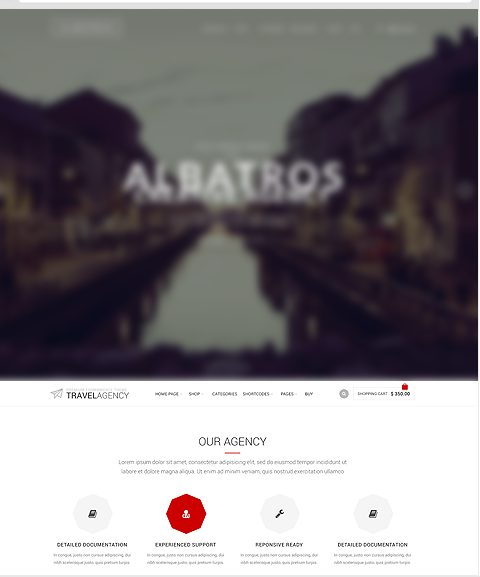 ALBATROS
PREMIUM ECOMMERCE THEME
TRAVELAGENCY
HOME PAGE SHOP CATEGORIES SHORTCODES PAGES BUY
SHOPPING CART $ 350.00
OUR AGENCY
Lorem ipsum dolor sit amet, consectetur adipisicing elit, sed do eiusmod tempor incididunt ut
labore et dolore magna aliqua. Ut enim ad minim veniam, quis nostrud exercitation ullamco
DETAILED DOCUMENTATION
In congue, justo non cursus adipiscing, dui
nibh scelerisque justo, quis pretium turpis
EXPERIENCED SUPPORT
In congue, justo non cursus adipiscing, dui
nibh scelerisque justo, quis pretium turpis
REPONSIVE READY
In congue, justo non cursus adipiscing, dui
nibh scelerisque justo, quis pretium turpis
DETAILED DOCUMENTATION
In congue, justo non cursus adipiscing, dui
nibh scelerisque justo, quis pretium turpis